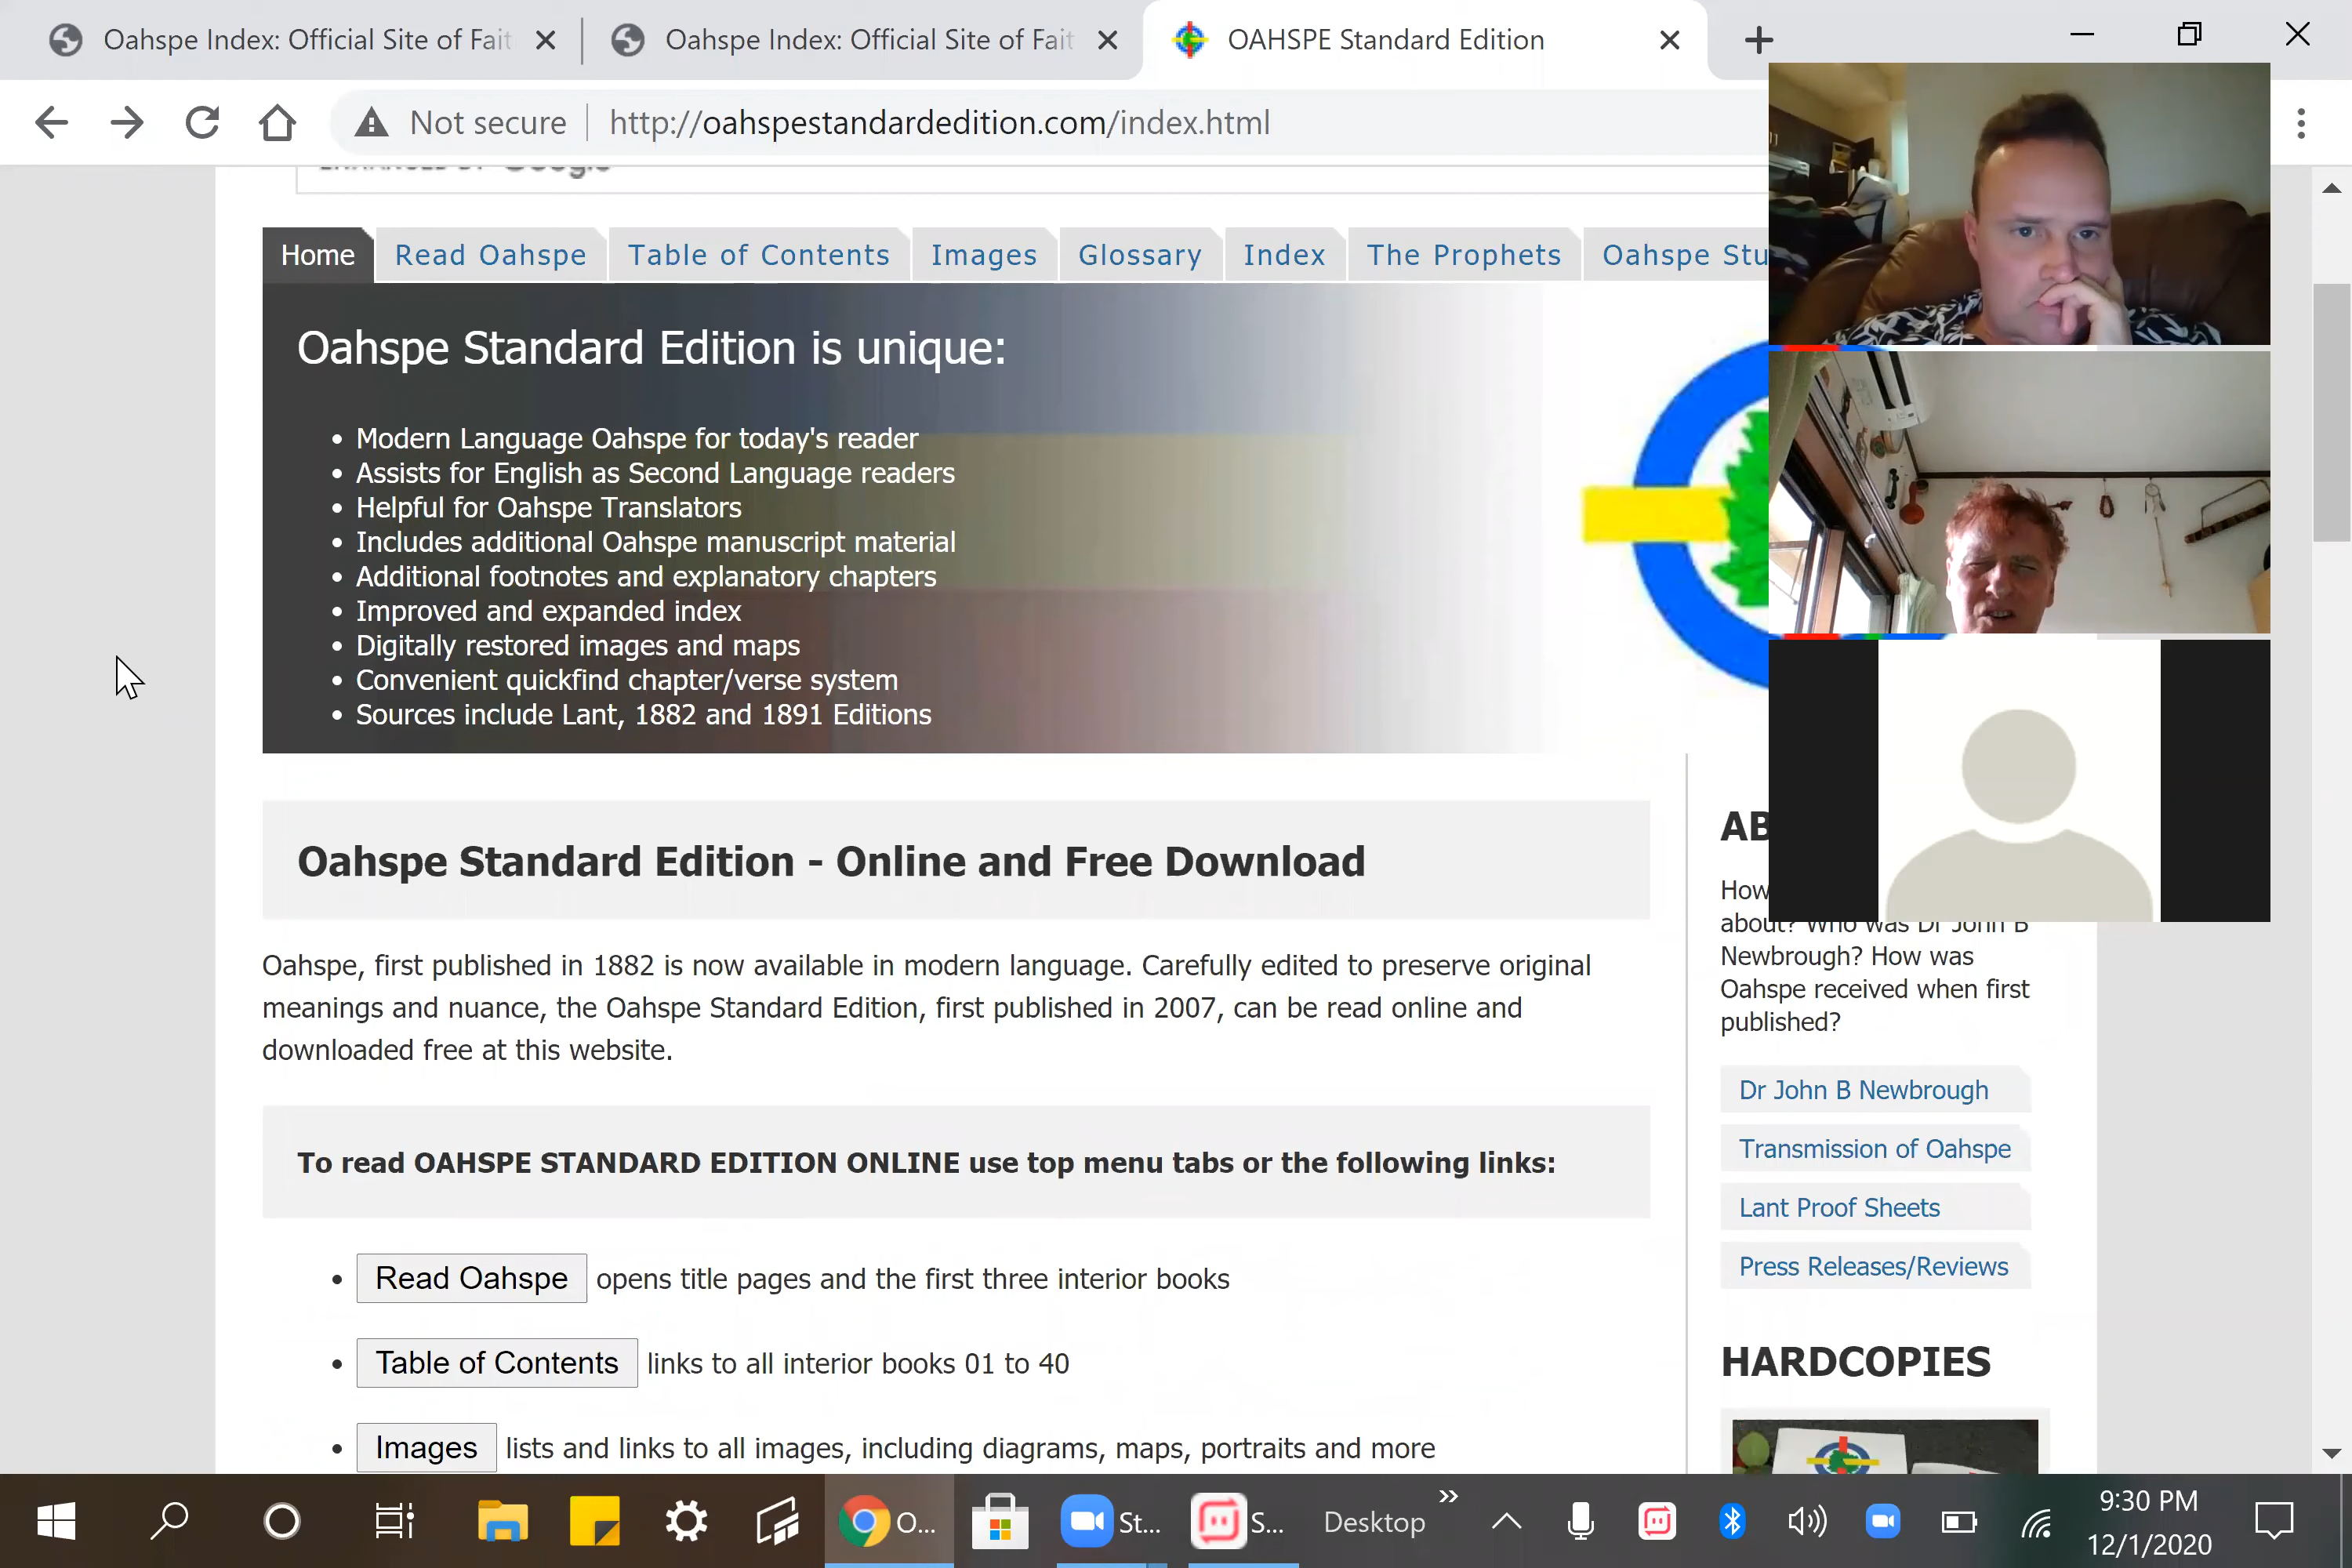 Oahspe Index: Official Site of Fait
Oahspe Index: Official Site of Fait
OAHSPE Standard Edition
Not secure
http://oahspestandardedition.com/index.html
Home
Read Oahspe
Table of Contents
Images
Glossary
Index
The Prophets
Oahspe Stu
Oahspe Standard Edition is unique:
Modern Language Oahspe for today's reader
Assists for English as Second Language readers
Helpful for Oahspe Translators
Includes additional Oahspe manuscript material
Additional footnotes and explanatory chapters
Improved and expanded index
Digitally restored images and maps
Convenient quickfind chapter/verse system
Sources include Lant, 1882 and 1891 Editions
Oahspe Standard Edition - Online and Free Download
Oahspe, first published in 1882 is now available in modern language. Carefully edited to preserve original
meanings and nuance, the Oahspe Standard Edition, first published in 2007, can be read online and
downloaded free at this website.
To read OAHSPE STANDARD EDITION ONLINE use top menu tabs or the following links:
Read Oahspe opens title pages and the first three interior books
Table of Contents links to all interior books 01 to 40
Images lists and links to all images, including diagrams, maps, portraits and more
AB
How
about? Who was Dr John B
Newbrough? How was
Oahspe received when first
published?
Dr John B Newbrough
Transmission of Oahspe
Lant Proof Sheets
Press Releases/Reviews
HARDCOPIES
O...
St...
S...
Desktop
9:30 PM
12/1/2020